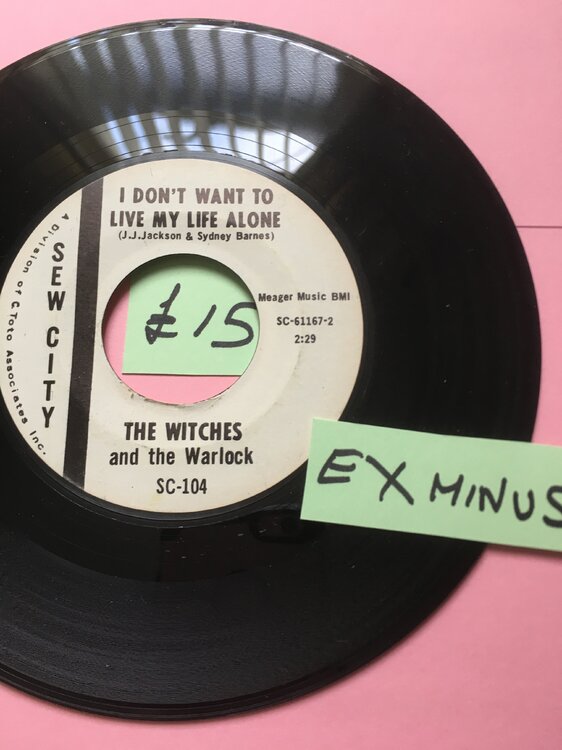 I DON'T WANT TO
LIVE MY LIFE ALONE
(J.J.Jackson & Sydney Barnes)
A Division of C Toto Associates Inc.
SEW CITY
£15
Meager Music BMI
SC-61167-2
2:29
THE WITCHES
and the Warlock
SC-104
EX MINUS